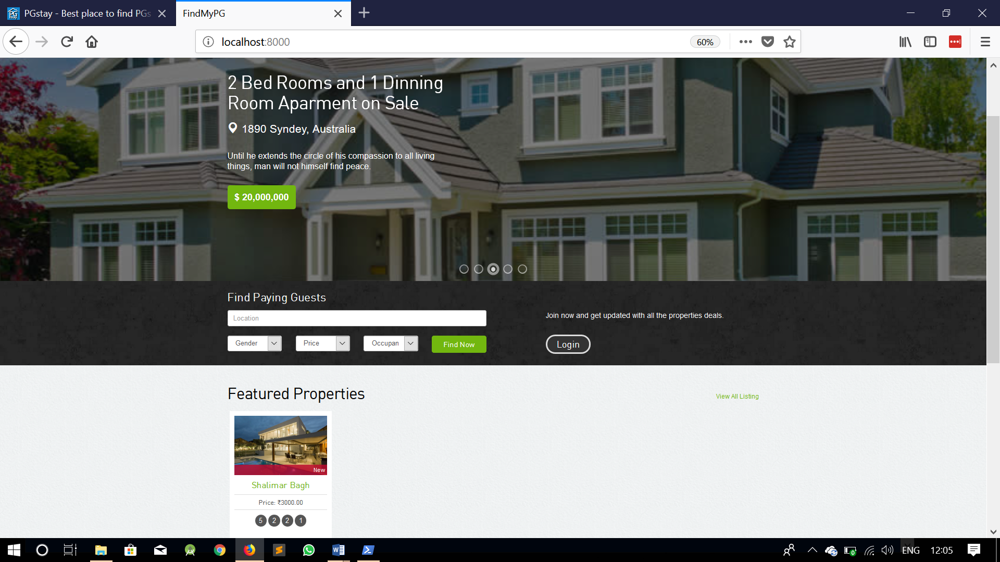 PGstay - Best place to find PGs
FindMyPG
localhost:8000
60%
2 Bed Rooms and 1 Dinning
Room Aparment on Sale
1890 Syndey, Australia
Until he extends the circle of his compassion to all living
things, man will not himself find peace.
$ 20,000,000
Find Paying Guests
Location
Join now and get updated with all the properties deals.
Gender
Price
Occupan
Find Now
Login
Featured Properties
View All Listing
New
Shalimar Bagh
Price: ₹3000.00
5 2 2 1
ENG
12:05